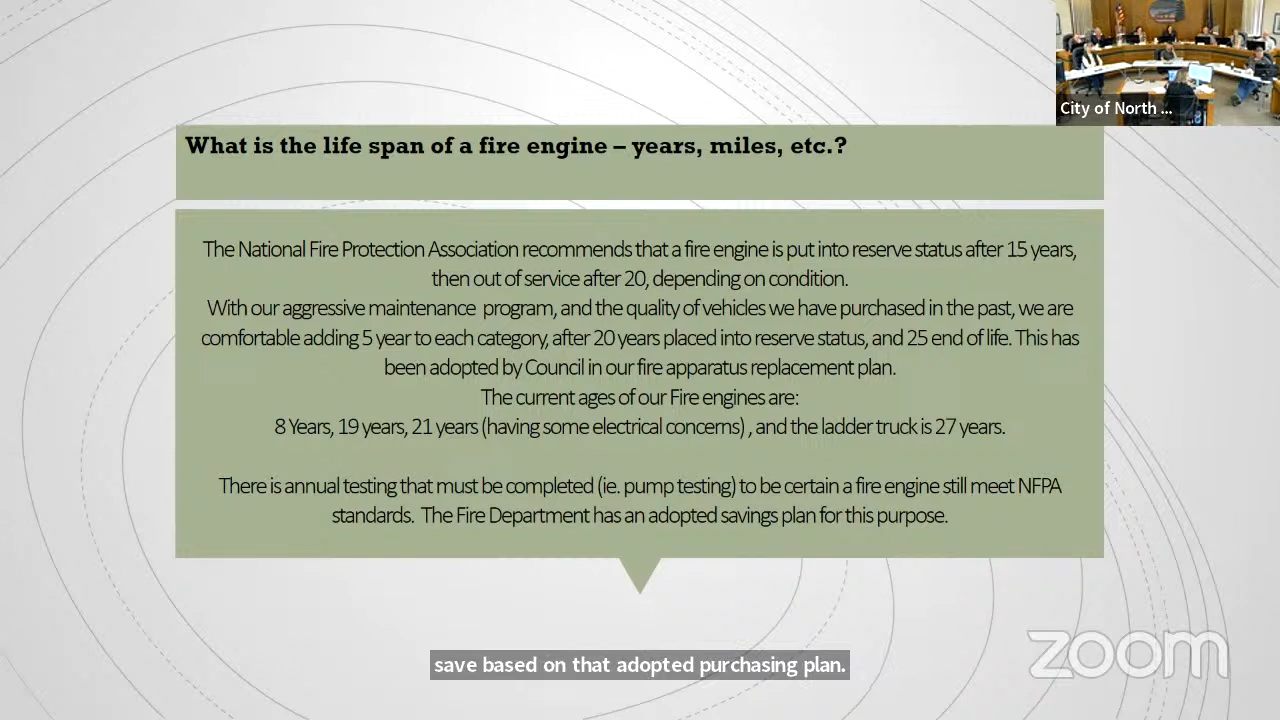 City of North ...
What is the life span of a fire engine – years, miles, etc.?
The National Fire Protection Association recommends that a fire engine is put into reserve status after 15 years,
then out of service after 20, depending on condition.
With our aggressive maintenance program, and the quality of vehicles we have purchased in the past, we are
comfortable adding 5 year to each category, after 20 years placed into reserve status, and 25 end of life. This has
been adopted by Council in our fire apparatus replacement plan.
The current ages of our Fire engines are:
8 Years, 19 years, 21 years (having some electrical concerns) , and the ladder truck is 27 years.
There is annual testing that must be completed (ie. pump testing) to be certain a fire engine still meet NFPA
standards. The Fire Department has an adopted savings plan for this purpose.
save based on that adopted purchasing plan.
zoom